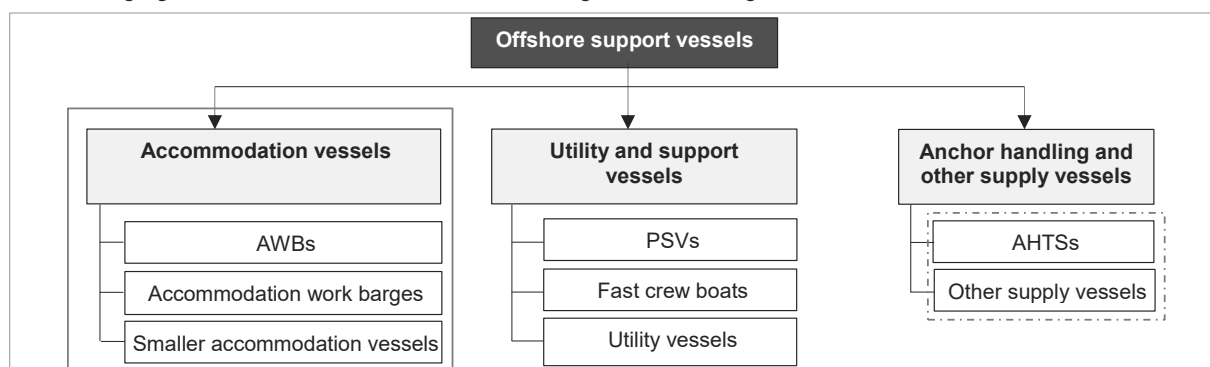 Offshore support vessels
Accommodation vessels
AWBs
Accommodation work barges
Smaller accommodation vessels
Utility and support
vessels
PSVs
Fast crew boats
Utility vessels
Anchor handling and
other supply vessels
AHTSs
Other supply vessels